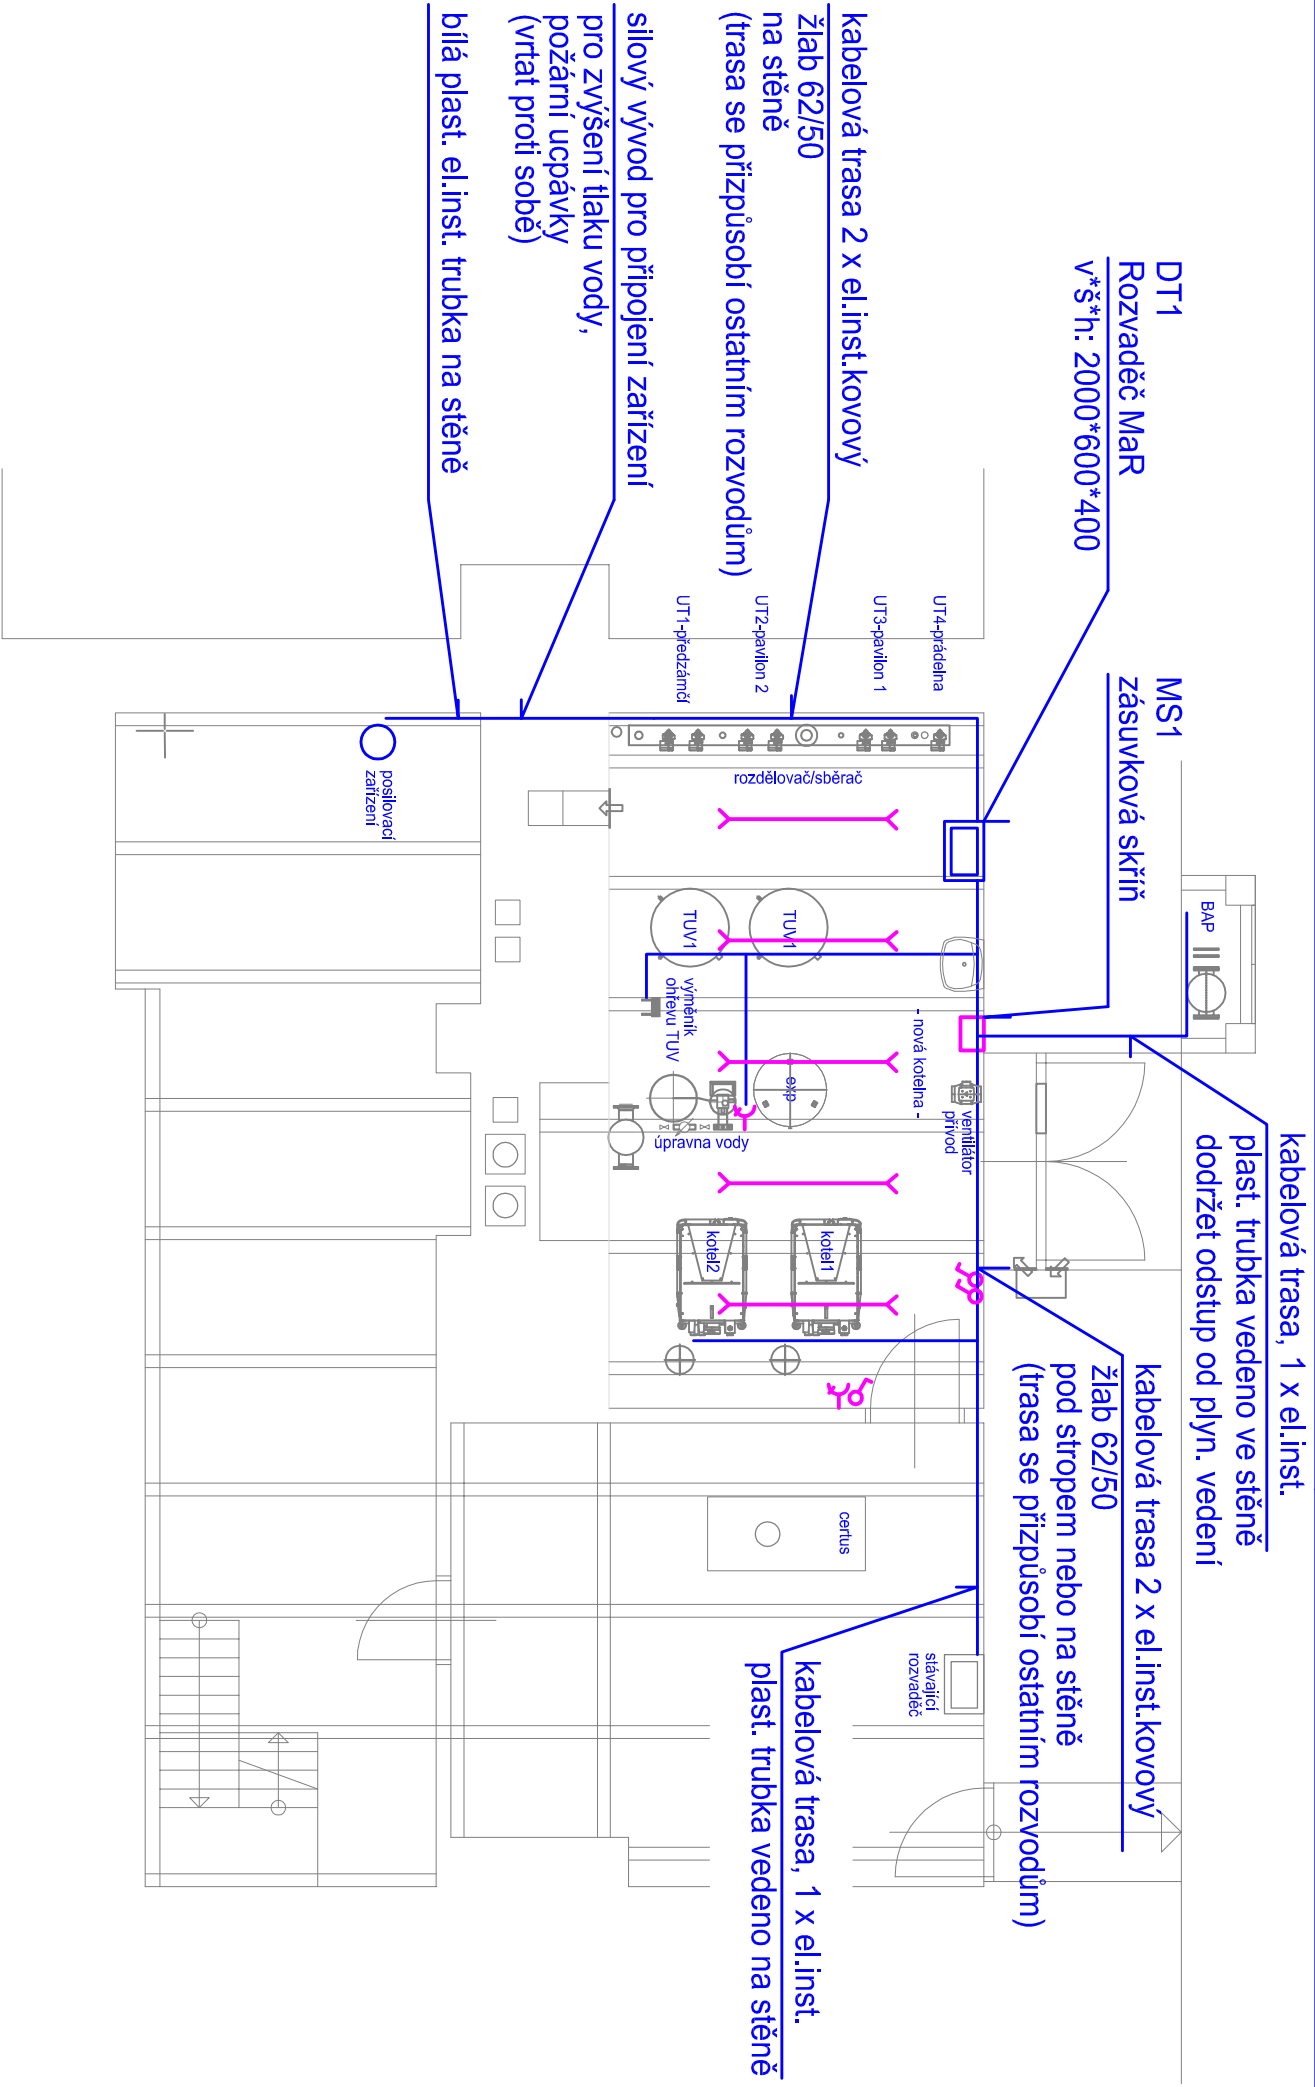 kabelová trasa, 1 x el.inst.
plast. trubka vedeno ve stěně
dodržet odstup od plyn. vedení
DT1
Rozvaděč MaR
v*š*h: 2000*600*400
MS1
zásuvková skříň
BAP
kabelová trasa 2 x el.inst.kovový
žlab 62/50
pod stropem nebo na stěně
(trasa se přizpůsobí ostatním rozvodům)
kabelová trasa 2 x el.inst.kovový
žlab 62/50
na stěně
(trasa se přizpůsobí ostatním rozvodům)
UT4-prádelna
UT3-pavilon 1
UT2-pavilon 2
UT1-předzámčí
rozdělovač/sběrač
TUV1
TUV1
výměník
ohřevu TUV
- nová kotelna -
exp
ventilátor
přívod
úpravna vody
kotel1
kotel2
certus
stávající
rozvaděč
kabelová trasa, 1 x el.inst.
plast. trubka vedeno na stěně
silový vývod pro připojení zařízení
pro zvýšení tlaku vody,
požární ucpávky
(vrtat proti sobě)
bílá plast. el.inst. trubka na stěně
posilovací
zařízení